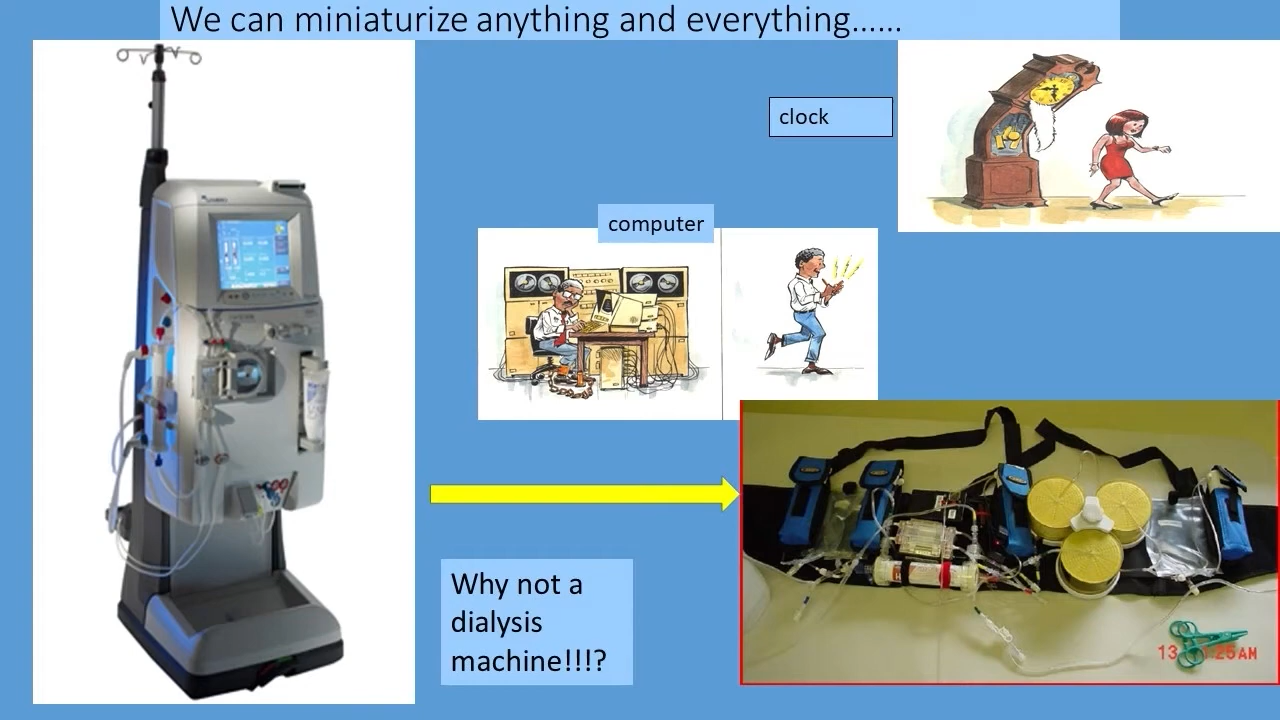 We can miniaturize anything and everything......
clock
computer
Why not a
dialysis
machine!!!?